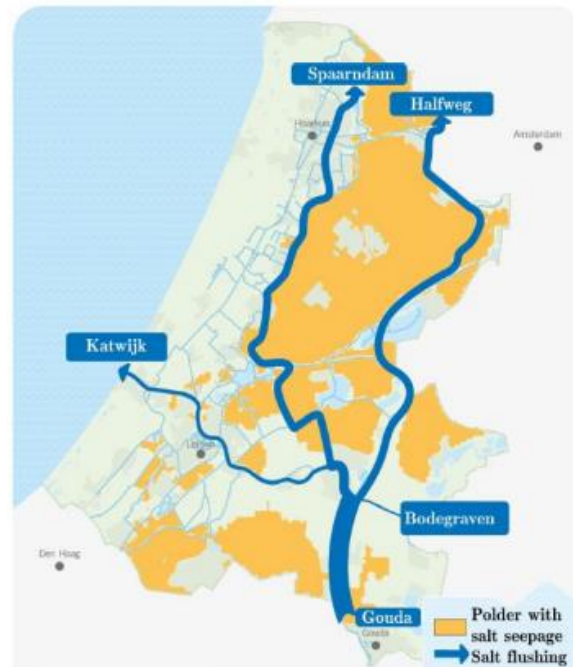 Spaarndam
Halfweg
Haarlem
Amsterdam
Katwijk
Leiden
Bodegraven
Den Haag
Gouda
Gouda
Polder with
salt seepage
Salt flushing